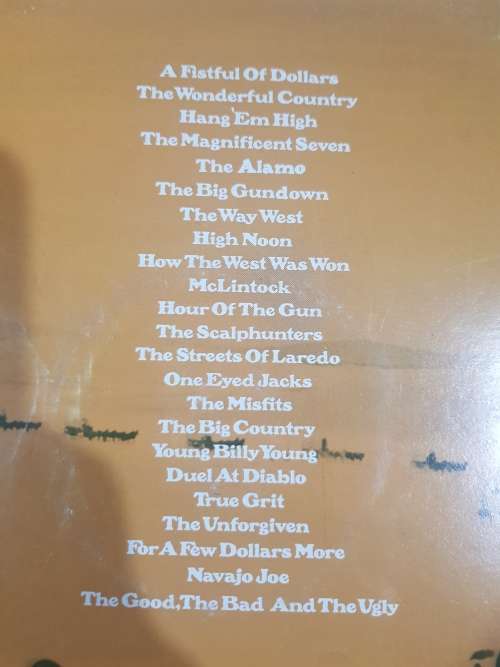 A Fistful Of Dollars
The Wonderful Country
Hang 'Em High
The Magnificent Seven
The Alamo
The Big Gundown
The Way West
High Noon
How The West Was Won
McLintock
Hour Of The Gun
The Scalphunters
The Streets Of Laredo
One Eyed Jacks
The Misfits
The Big Country
Young Billy Young
Duel At Diablo
True Grit
The Unforgiven
For A Few Dollars More
Navajo Joe
The Good, The Bad And The Ugly